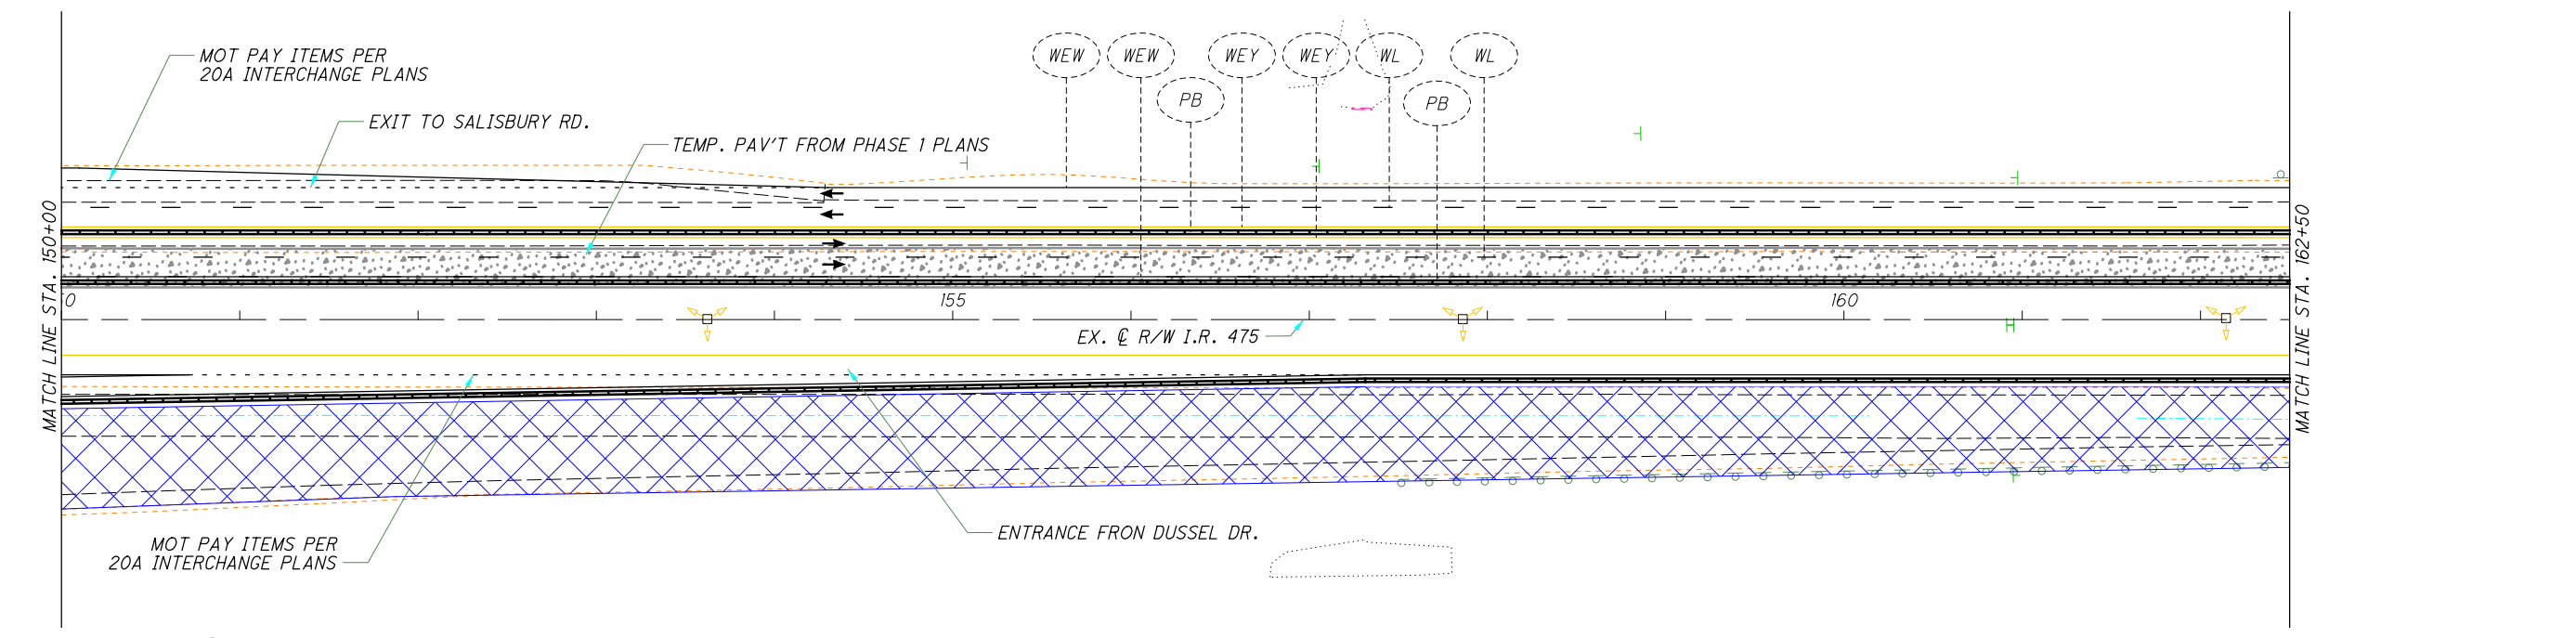 MOT PAY ITEMS PER
20A INTERCHANGE PLANS
EXIT TO SALISBURY RD.
TEMP. PAV'T FROM PHASE 1 PLANS
WEW
WEW
PB
WEY
WEY
WL
PB
WL
MATCH LINE STA. 150+00
MATCH LINE STA. 162+50
155
160
EX. ℄ R/W I.R. 475
ENTRANCE FRON DUSSEL DR.
MOT PAY ITEMS PER
20A INTERCHANGE PLANS